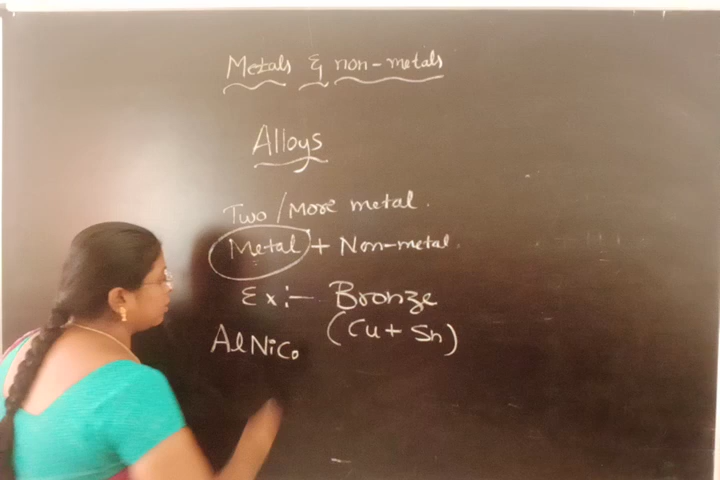 Metals & non-metals
Alloys
Two / More metal.
Metal + Non-metal.
Ex:- Bronze
(Cu + Sn)
AlNiCo